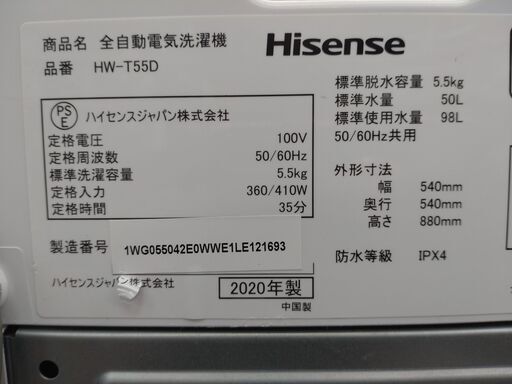 商品名 全自動電気洗濯機
品番 HW-T55D
Hisense
PS
E
ハイセンスジャパン株式会社
定格電圧 100V
定格周波数 50/60Hz
標準洗濯容量 5.5kg
定格入力 360/410W
定格時間 35分
製造番号 1WG055042E0WWE1LE121693
ハイセンスジャパン株式会社
標準脱水容量 5.5kg
標準水量 50L
標準使用水量 98L
50/60Hz共用
外形寸法
幅 540mm
奥行 540mm
高さ 880mm
防水等級 IPX4
2020年製
中国製